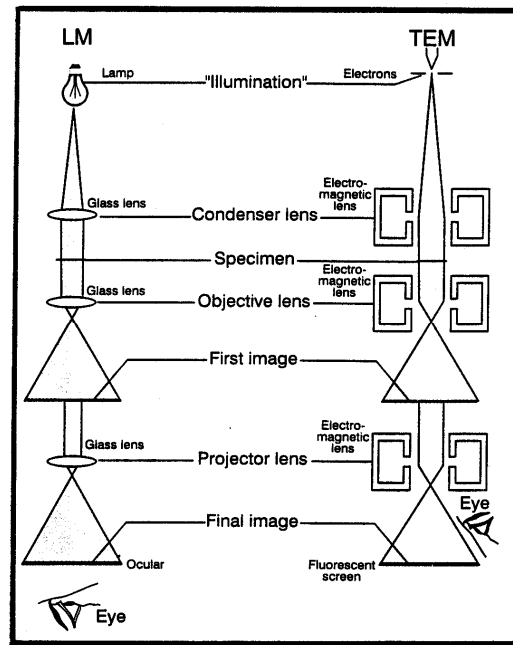 LM
TEM
Lamp
"Illumination"
Electrons
Glass lens
Condenser lens
Electro-
magnetic
lens
Specimen
Glass lens
Objective lens
Electro-
magnetic
lens
First image
Glass lens
Projector lens
Electro-
magnetic
lens
Eye
Final image
Ocular
Fluorescent
screen
Eye